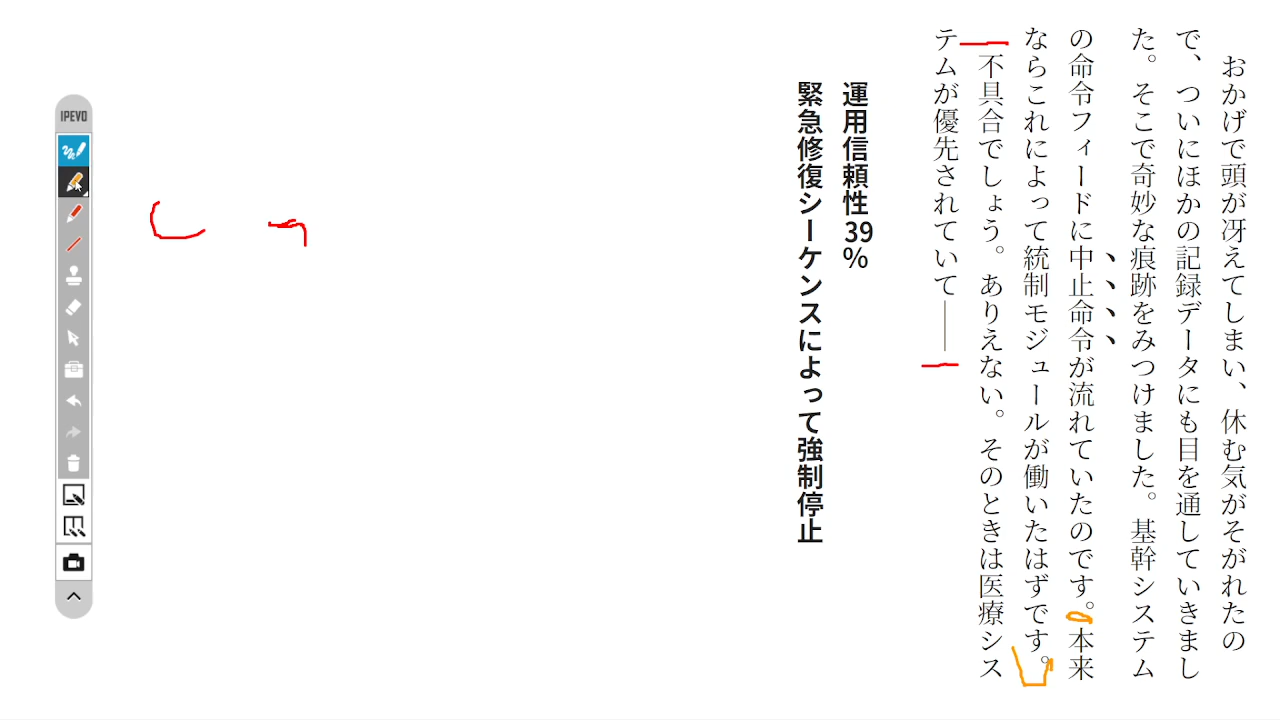 おかげで頭が冴えてしまい、休む気がそがれたの
で、ついにほかの記録データにも目を通していきまし
た。そこで奇妙な痕跡をみつけました。基幹システム
の命令フィードに中止命令が流れていたのです。本来
ならこれによって統制モジュールが働いたはずです。
不具合でしょう。ありえない。そのときは医療シス
テムが優先されていて――
運用信頼性39%
緊急修復シーケンスによって強制停止
IPEVO